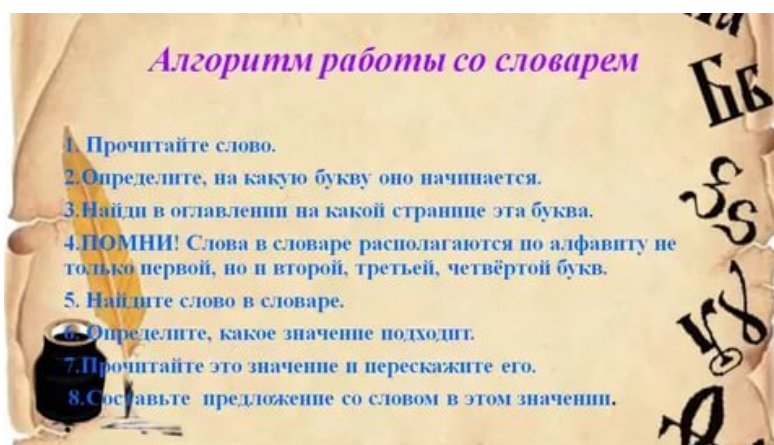 Алгоритм работы со словарем
1. Прочитайте слово.
2.Определите, на какую букву оно начинается.
3.Найди в оглавлении на какой странице эта буква.
4.ПОМНИ! Слова в словаре располагаются по алфавиту не
только первой, но и второй, третьей, четвёртой букв.
5. Найдите слово в словаре.
6. Определите, какое значение подходит.
7.Прочитайте это значение и перескажите его.
8.Составьте предложение со словом в этом значении.
Бв